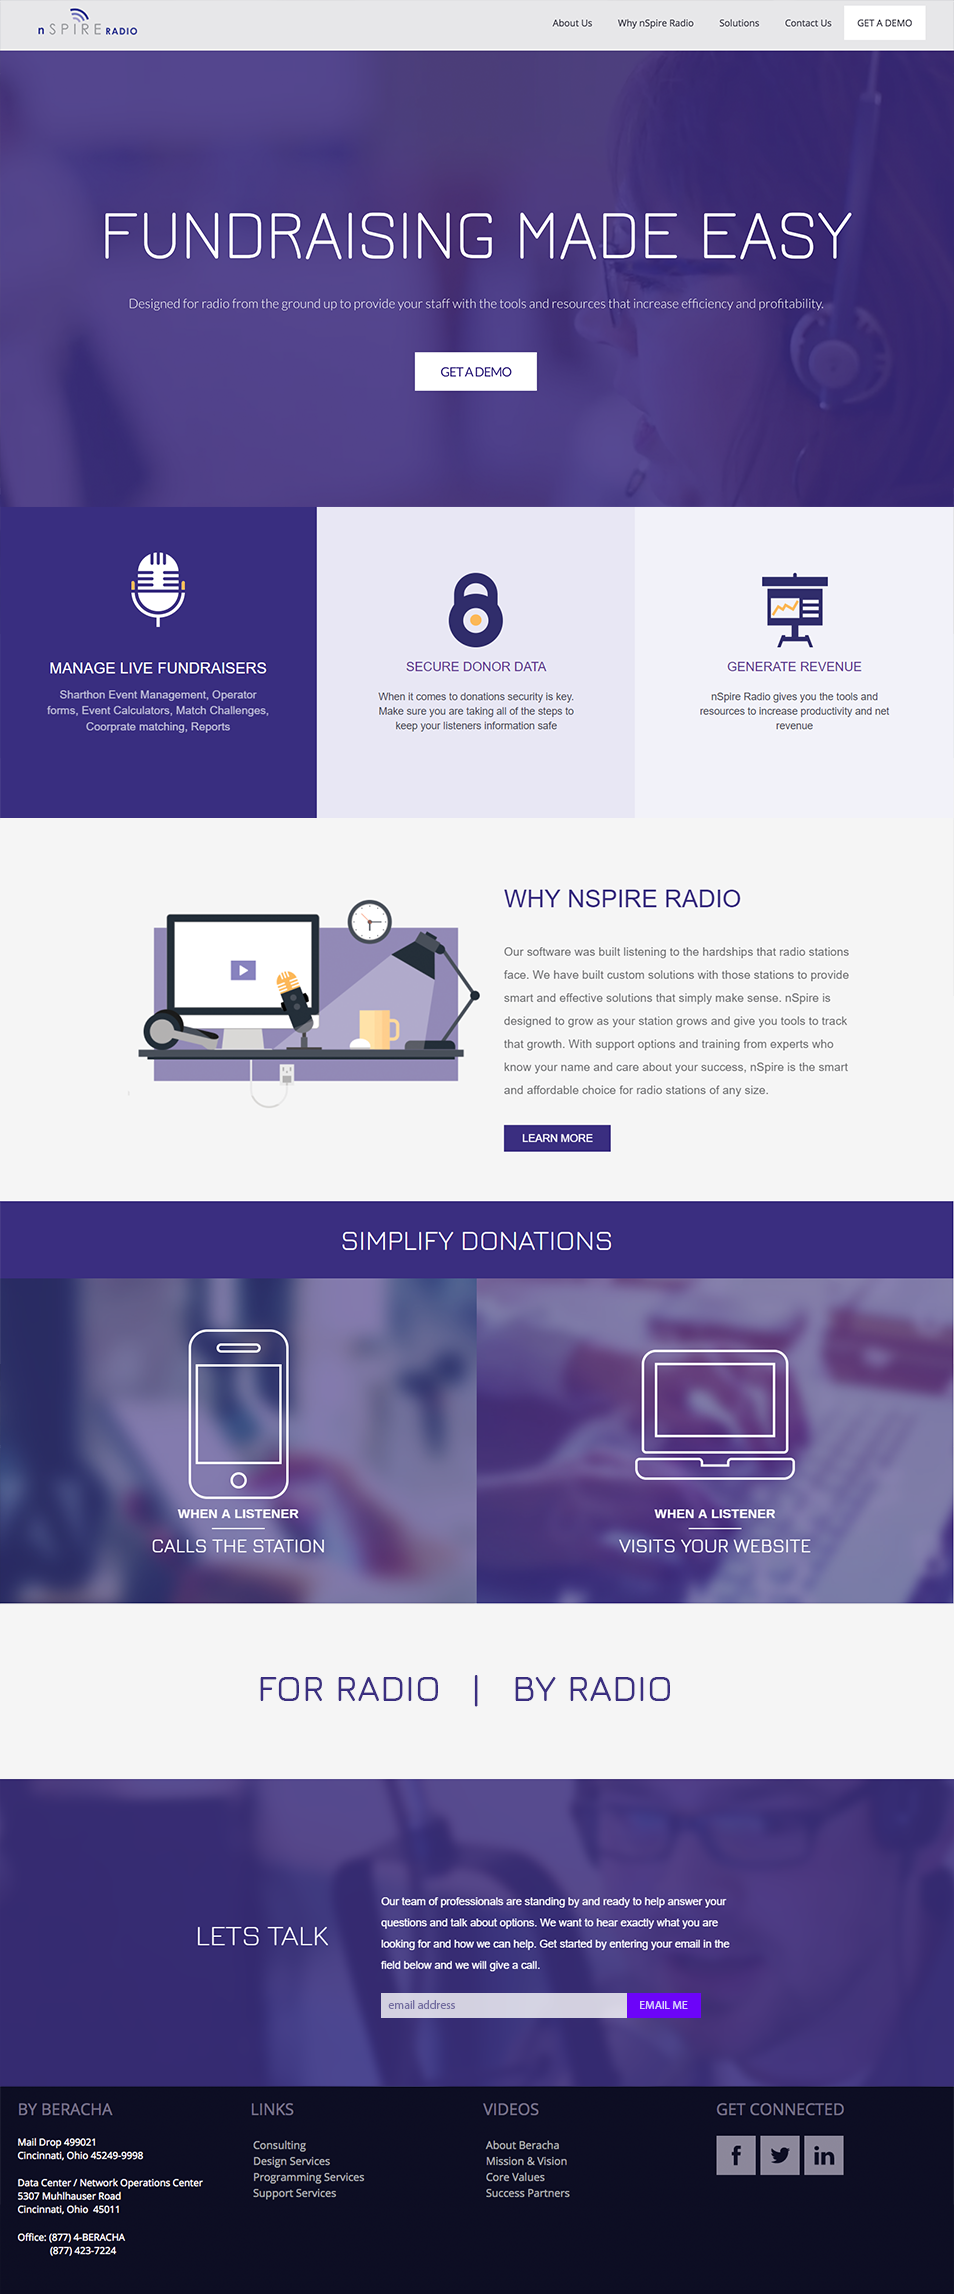 nSPIRE RADIO
About Us
Why nSpire Radio
Solutions
Contact Us
GET A DEMO
FUNDRAISING MADE EASY
Designed for radio from the ground up to provide your staff with the tools and resources that increase efficiency and profitability.
GET A DEMO
MANAGE LIVE FUNDRAISERS
Sharthon Event Management, Operator
forms, Event Calculators, Match Challenges,
Coorprate matching, Reports
SECURE DONOR DATA
When it comes to donations security is key.
Make sure you are taking all of the steps to
keep your listeners information safe
GENERATE REVENUE
nSpire Radio gives you the tools and
resources to increase productivity and net
revenue
WHY NSPIRE RADIO
Our software was built listening to the hardships that radio stations
face. We have built custom solutions with those stations to provide
smart and effective solutions that simply make sense. nSpire is
designed to grow as your station grows and give you tools to track
that growth. With support options and training from experts who
know your name and care about your success, nSpire is the smart
and affordable choice for radio stations of any size.
LEARN MORE
SIMPLIFY DONATIONS
WHEN A LISTENER
CALLS THE STATION
WHEN A LISTENER
VISITS YOUR WEBSITE
FOR RADIO | BY RADIO
LETS TALK
Our team of professionals are standing by and ready to help answer your
questions and talk about options. We want to hear exactly what you are
looking for and how we can help. Get started by entering your email in the
field below and we will give a call.
email address
EMAIL ME
BY BERACHA
Mail Drop 499021
Cincinnati, Ohio 45249-9998
Data Center / Network Operations Center
5307 Muhlhauser Road
Cincinnati, Ohio 45011
Office: (877) 4-BERACHA
(877) 423-7224
LINKS
Consulting
Design Services
Programming Services
Support Services
VIDEOS
About Beracha
Mission & Vision
Core Values
Success Partners
GET CONNECTED
f
in